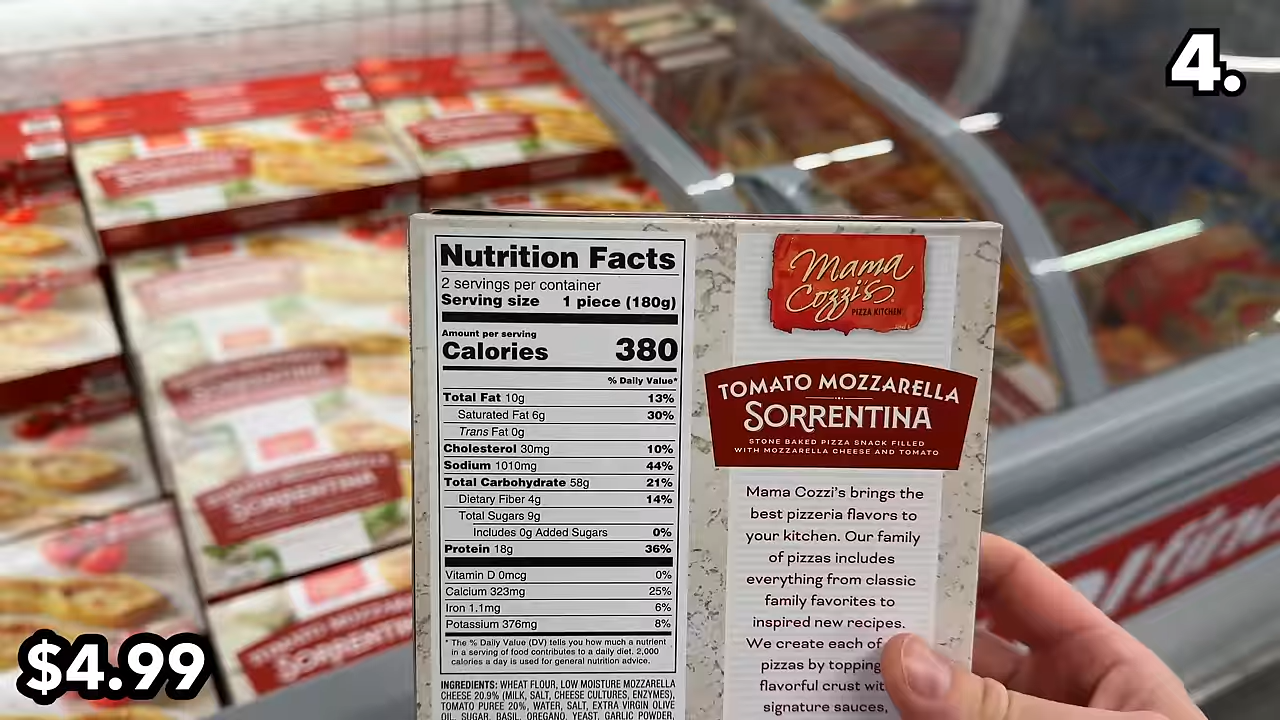 4.
Nutrition Facts
2 servings per container
Serving size 1 piece (180g)
Amount per serving
Calories 380
% Daily Value*
Total Fat 10g 13%
Saturated Fat 6g 30%
Trans Fat 0g
Cholesterol 30mg 10%
Sodium 1010mg 44%
Total Carbohydrate 58g 21%
Dietary Fiber 4g 14%
Total Sugars 9g
Includes 0g Added Sugars 0%
Protein 18g 36%
Vitamin D 0mcg 0%
Calcium 323mg 25%
Iron 1.1mg 6%
Potassium 376mg 8%
* The % Daily Value (DV) tells you how much a nutrient
in a serving of food contributes to a daily diet. 2,000
calories a day is used for general nutrition advice.
INGREDIENTS: WHEAT FLOUR, LOW MOISTURE MOZZARELLA
CHEESE 20.9% (MILK, SALT, CHEESE CULTURES, ENZYMES),
TOMATO PUREE 20%, WATER, SALT, EXTRA VIRGIN OLIVE
OIL, SUGAR, BASIL, OREGANO, YEAST, GARLIC POWDER,
Mama
Cozzi's
PIZZA KITCHEN
TOMATO MOZZARELLA
SORRENTINA
STONE BAKED PIZZA SNACK FILLED
WITH MOZZARELLA CHEESE AND TOMATO
Mama Cozzi's brings the
best pizzeria flavors to
your kitchen. Our family
of pizzas includes
everything from classic
family favorites to
inspired new recipes.
We create each of
pizzas by topping
flavorful crust
signature sauces,
SORRENTINA
TOMATO
SORRENTINA
$4.99